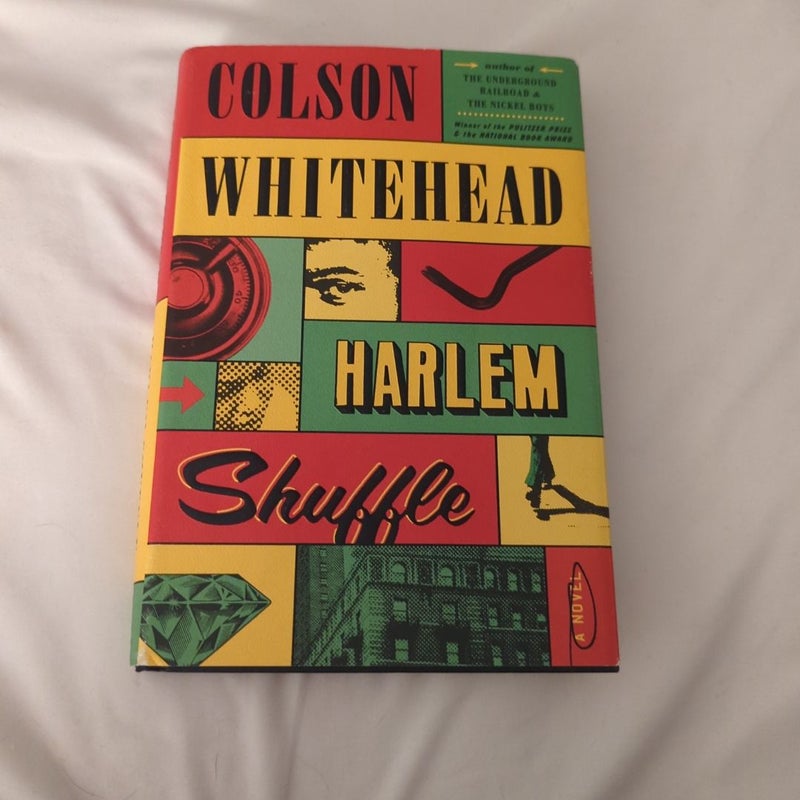 COLSON
author of
THE UNDERGROUND
RAILROAD &
THE NICKEL BOYS
Winner of the PULITZER PRIZE
& the NATIONAL BOOK AWARD
WHITEHEAD
40
HARLEM
Shuffle
A NOVEL